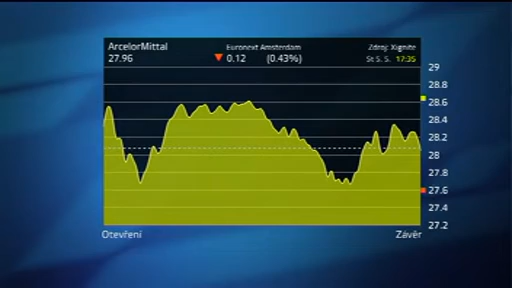 ArcelorMittal
Euronext Amsterdam
Zdroj: Xignite
27.96
0.12
(0.43%)
St 5. 5. 17:35
29
28.8
28.6
28.4
28.2
28
27.8
27.6
27.4
27.2
Otevření
Závěr